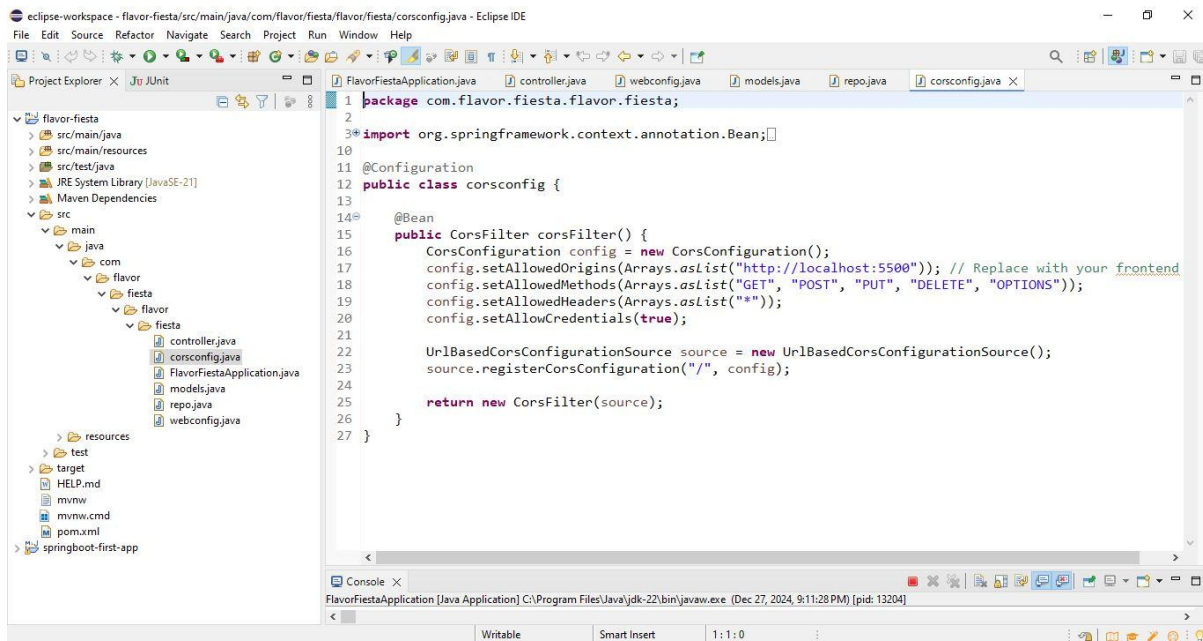 eclipse-workspace - flavor-fiesta/src/main/java/com/flavor/fiesta/flavor/fiesta/corsconfig.java - Eclipse IDE
File Edit Source Refactor Navigate Search Project Run Window Help
Project Explorer JUnit
flavor-fiesta
src/main/java
src/main/resources
src/test/java
JRE System Library [JavaSE-21]
Maven Dependencies
src
main
java
com
flavor
fiesta
flavor
fiesta
controller.java
corsconfig.java
FlavorFiestaApplication.java
models.java
repo.java
webconfig.java
resources
test
target
HELP.md
mvnw
mvnw.cmd
pom.xml
springboot-first-app
FlavorFiestaApplication.java controller.java webconfig.java models.java repo.java corsconfig.java
1 package com.flavor.fiesta.flavor.fiesta;
2
3 import org.springframework.context.annotation.Bean;
10
11 @Configuration
12 public class corsconfig {
13
14 @Bean
15 public CorsFilter corsFilter() {
16 CorsConfiguration config = new CorsConfiguration();
17 config.setAllowedOrigins(Arrays.asList("http://localhost:5500")); // Replace with your frontend
18 config.setAllowedMethods(Arrays.asList("GET", "POST", "PUT", "DELETE", "OPTIONS"));
19 config.setAllowedHeaders(Arrays.asList("*"));
20 config.setAllowCredentials(true);
21
22 UrlBasedCorsConfigurationSource source = new UrlBasedCorsConfigurationSource();
23 source.registerCorsConfiguration("/", config);
24
25 return new CorsFilter(source);
26 }
27 }
Console
FlavorFiestaApplication [Java Application] C:\Program Files\Java\jdk-22\bin\javaw.exe (Dec 27, 2024, 9:11:28 PM) [pid: 13204]
Writable Smart Insert 1:1:0